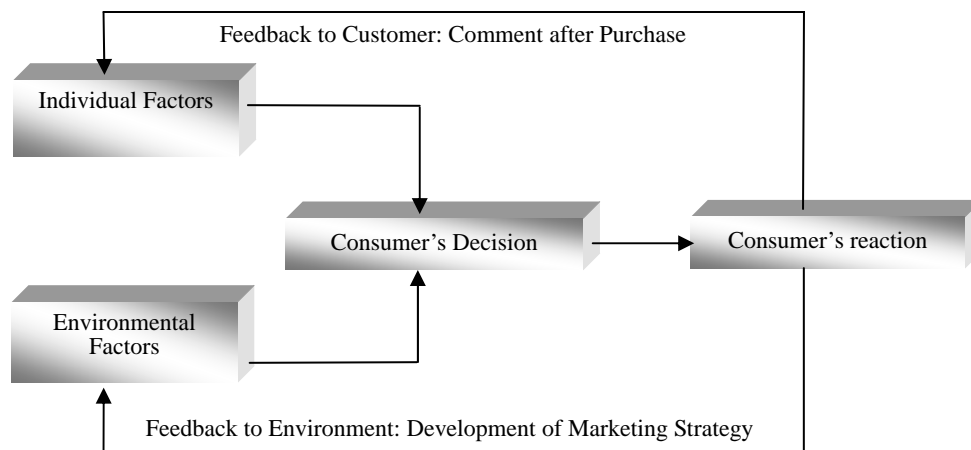 Feedback to Customer: Comment after Purchase
Individual Factors
Consumer’s Decision
Consumer’s reaction
Environmental
Factors
Feedback to Environment: Development of Marketing Strategy